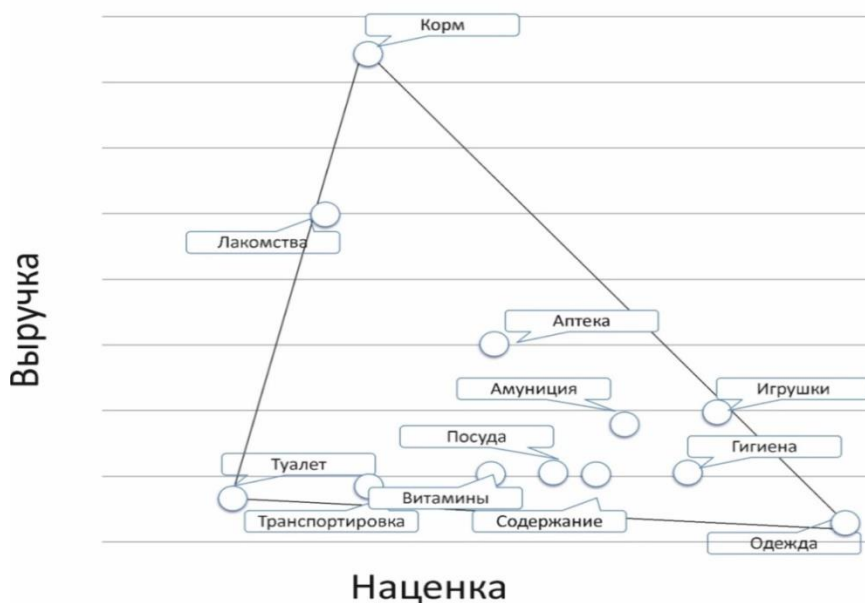 Корм
Лакомства
Выручка
Аптека
Амуниция
Игрушки
Посуда
Гигиена
Туалет
Витамины
Транспортировка
Содержание
Одежда
Наценка